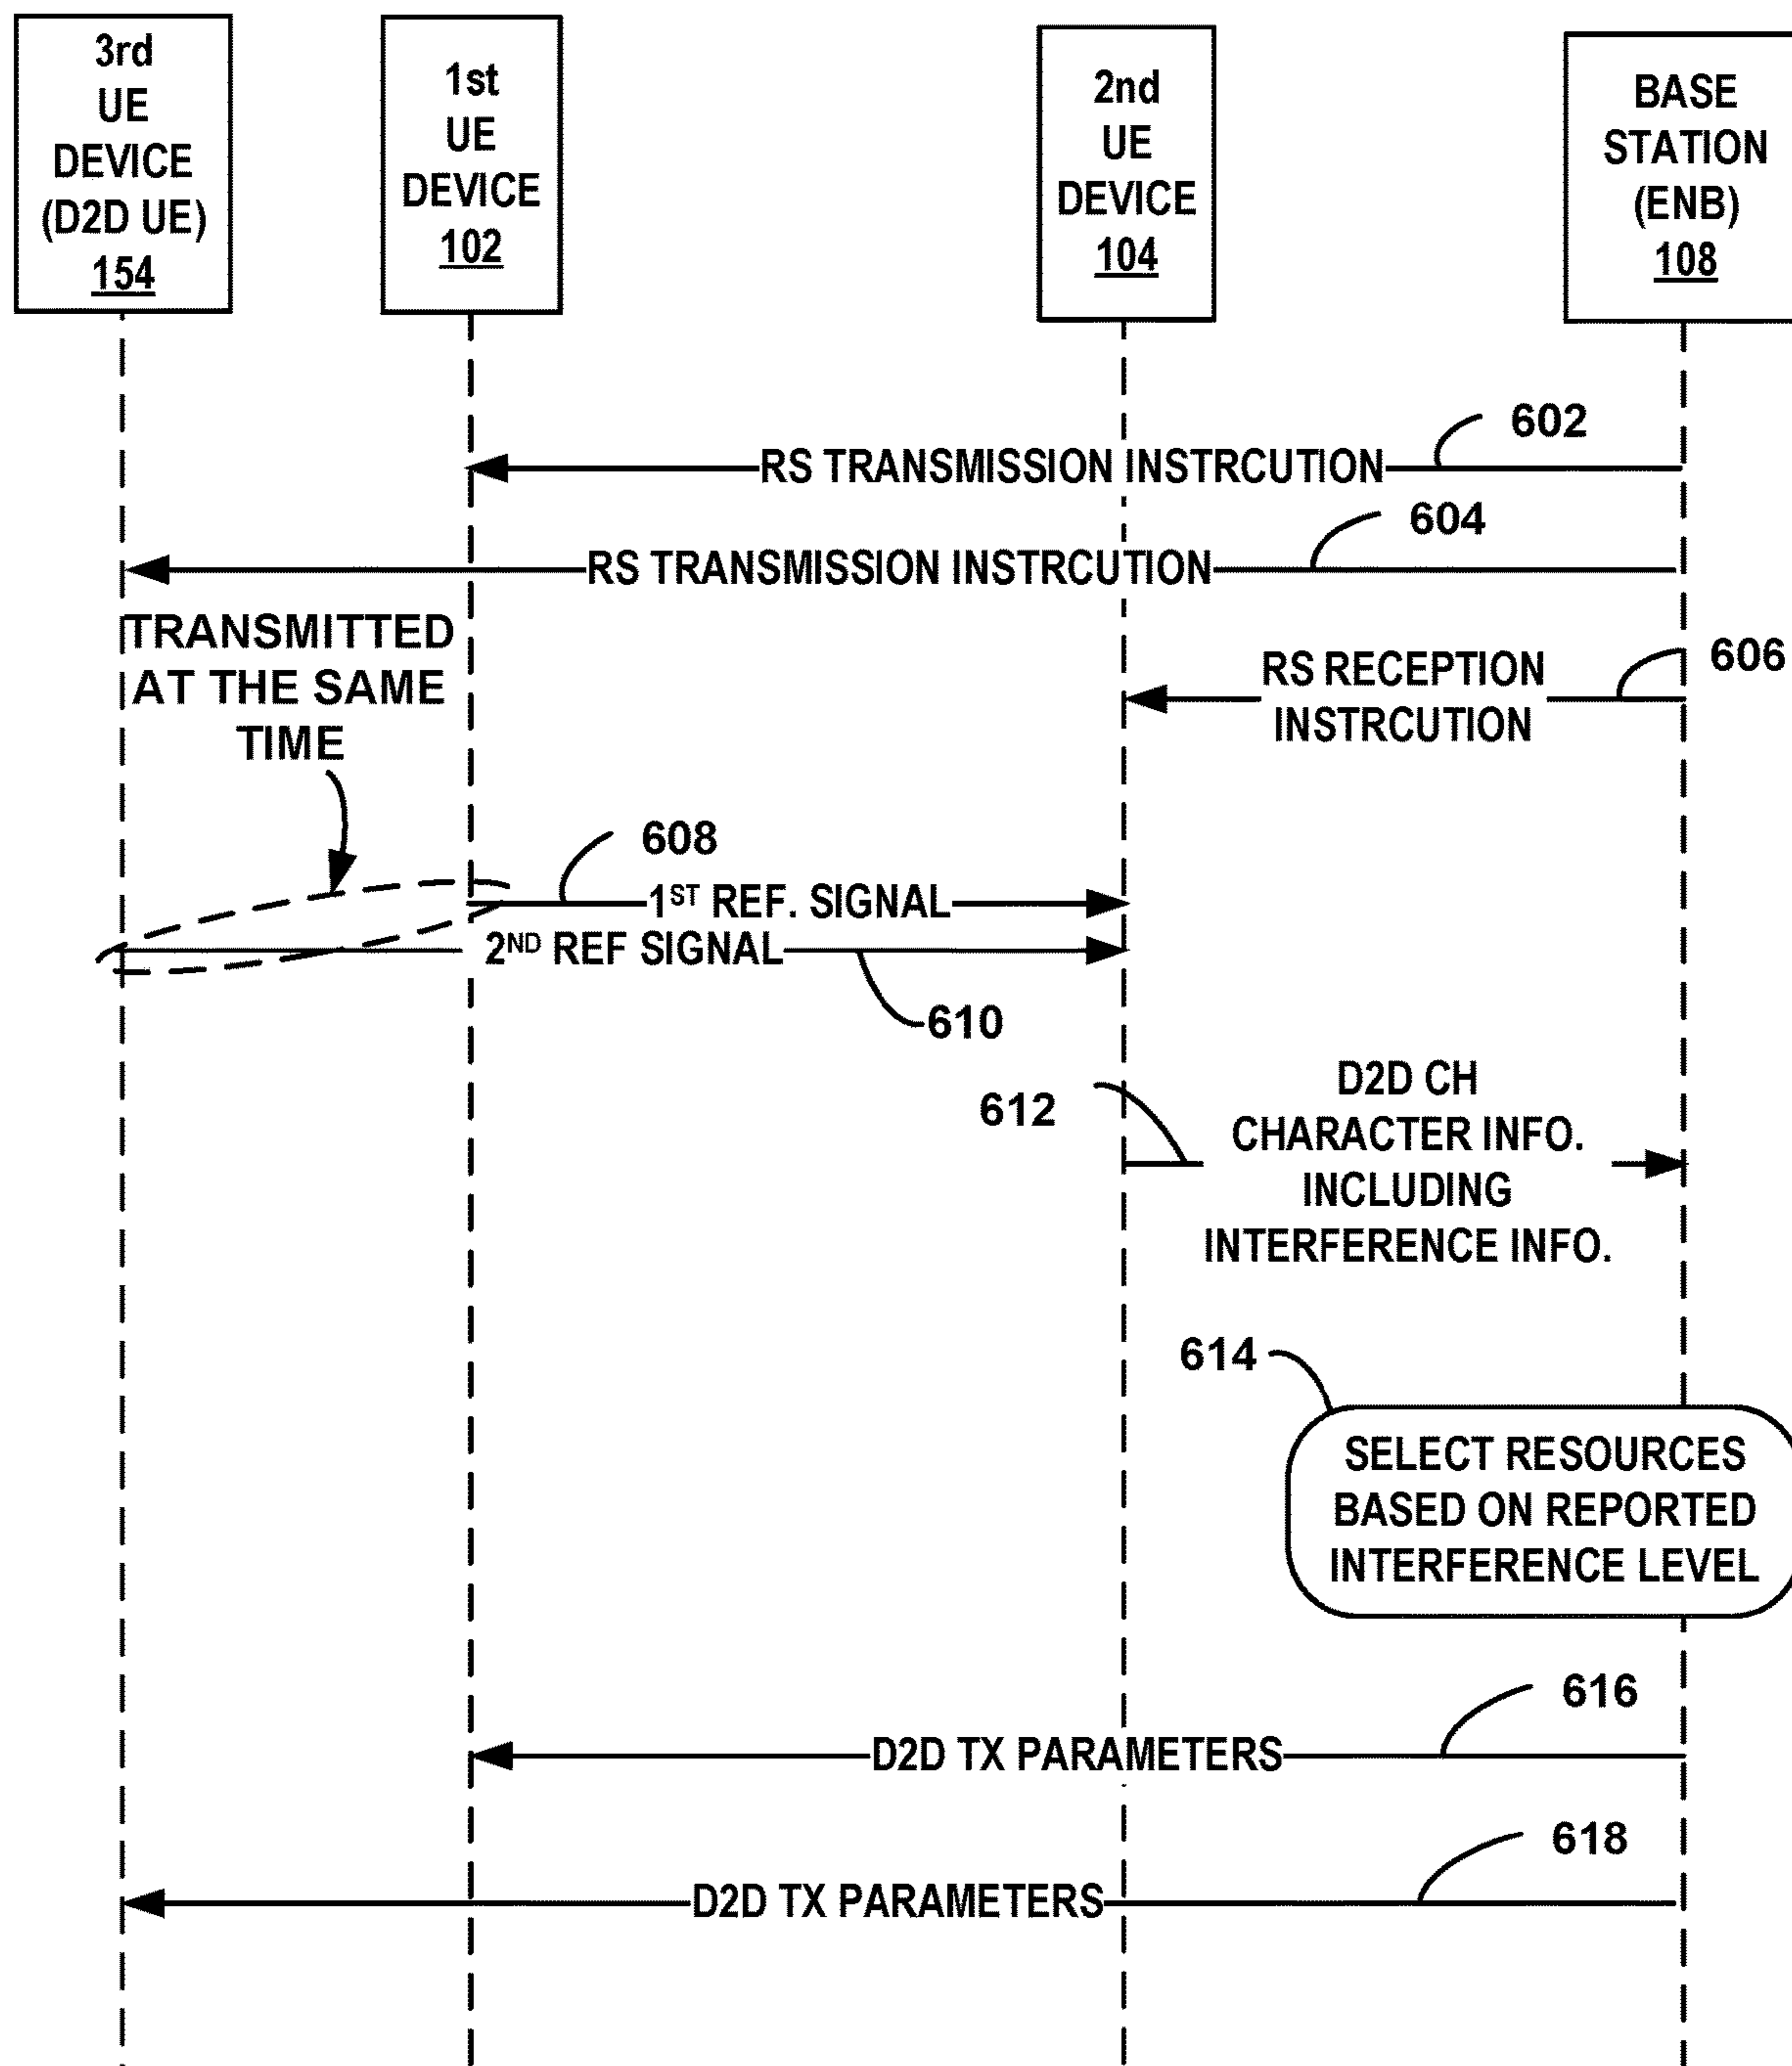 3rd
UE
DEVICE
(D2D UE)
154
1st
UE
DEVICE
102
2nd
UE
DEVICE
104
BASE
STATION
(ENB)
108
602
RS TRANSMISSION INSTRCUTION
604
RS TRANSMISSION INSTRCUTION
TRANSMITTED
AT THE SAME
TIME
606
RS RECEPTION
INSTRCUTION
608
1ST REF. SIGNAL
2ND REF SIGNAL
610
612
D2D CH
CHARACTER INFO.
INCLUDING
INTERFERENCE INFO.
614
SELECT RESOURCES
BASED ON REPORTED
INTERFERENCE LEVEL
616
D2D TX PARAMETERS
618
D2D TX PARAMETERS